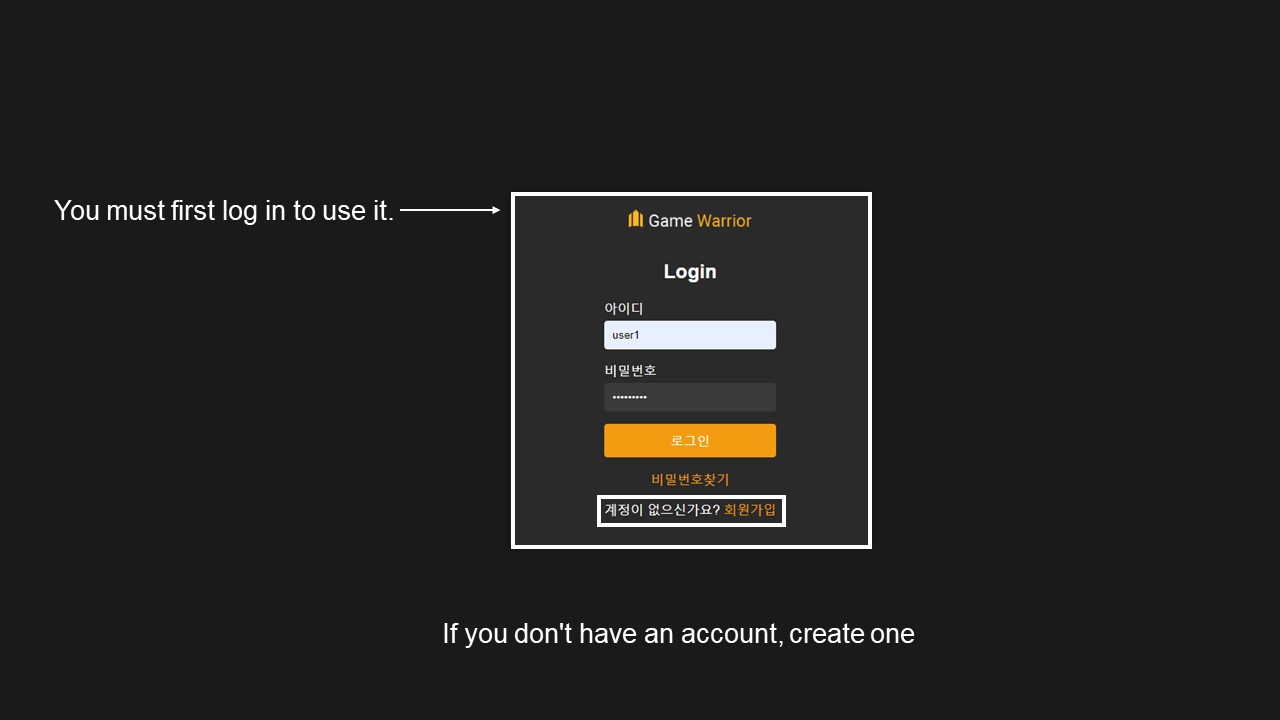 You must first log in to use it.
Game Warrior
Login
아이디
user1
비밀번호
•••••••••
로그인
비밀번호찾기
계정이 없으신가요? 회원가입
If you don't have an account, create one